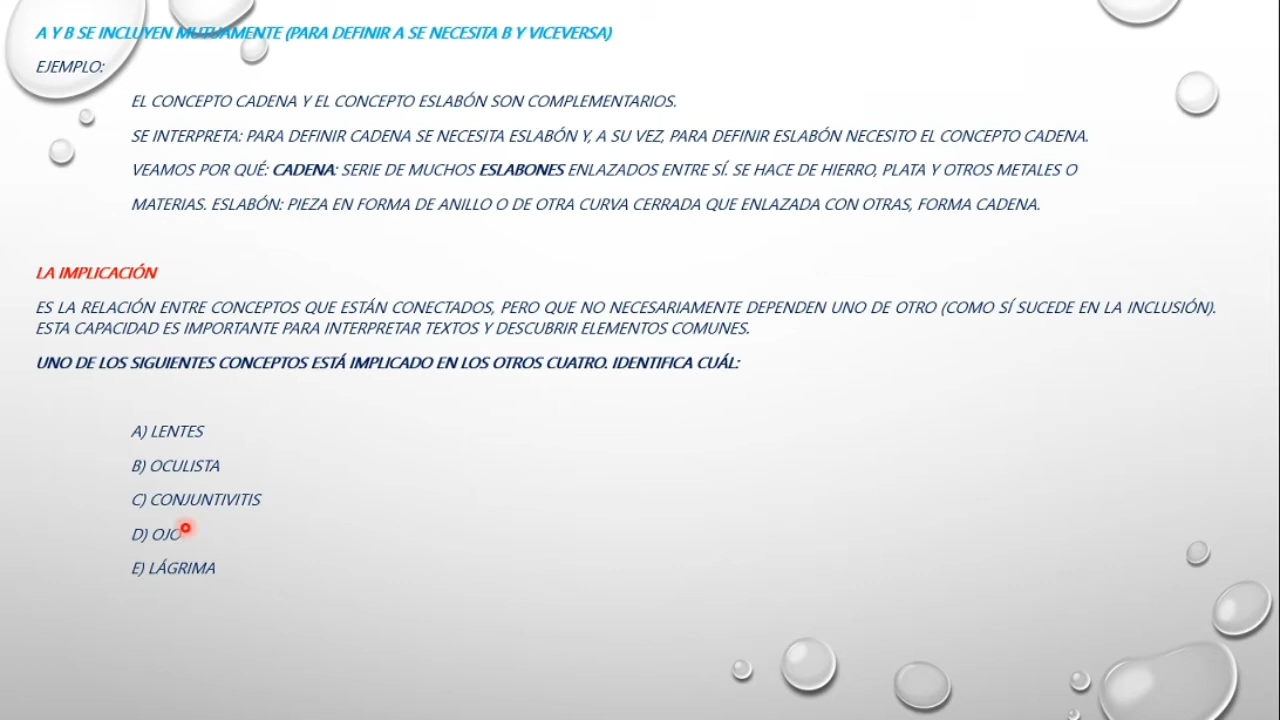 A Y B SE INCLUYEN MUTUAMENTE (PARA DEFINIR A SE NECESITA B Y VICEVERSA)
EJEMPLO:
EL CONCEPTO CADENA Y EL CONCEPTO ESLABÓN SON COMPLEMENTARIOS.
SE INTERPRETA: PARA DEFINIR CADENA SE NECESITA ESLABÓN Y, A SU VEZ, PARA DEFINIR ESLABÓN NECESITO EL CONCEPTO CADENA.
VEAMOS POR QUÉ: CADENA: SERIE DE MUCHOS ESLABONES ENLAZADOS ENTRE SÍ. SE HACE DE HIERRO, PLATA Y OTROS METALES O
MATERIAS. ESLABÓN: PIEZA EN FORMA DE ANILLO O DE OTRA CURVA CERRADA QUE ENLAZADA CON OTRAS, FORMA CADENA.
LA IMPLICACIÓN
ES LA RELACIÓN ENTRE CONCEPTOS QUE ESTÁN CONECTADOS, PERO QUE NO NECESARIAMENTE DEPENDEN UNO DE OTRO (COMO SÍ SUCEDE EN LA INCLUSIÓN).
ESTA CAPACIDAD ES IMPORTANTE PARA INTERPRETAR TEXTOS Y DESCUBRIR ELEMENTOS COMUNES.
UNO DE LOS SIGUIENTES CONCEPTOS ESTÁ IMPLICADO EN LOS OTROS CUATRO. IDENTIFICA CUÁL:
A) LENTES
B) OCULISTA
C) CONJUNTIVITIS
D) OJO
E) LÁGRIMA